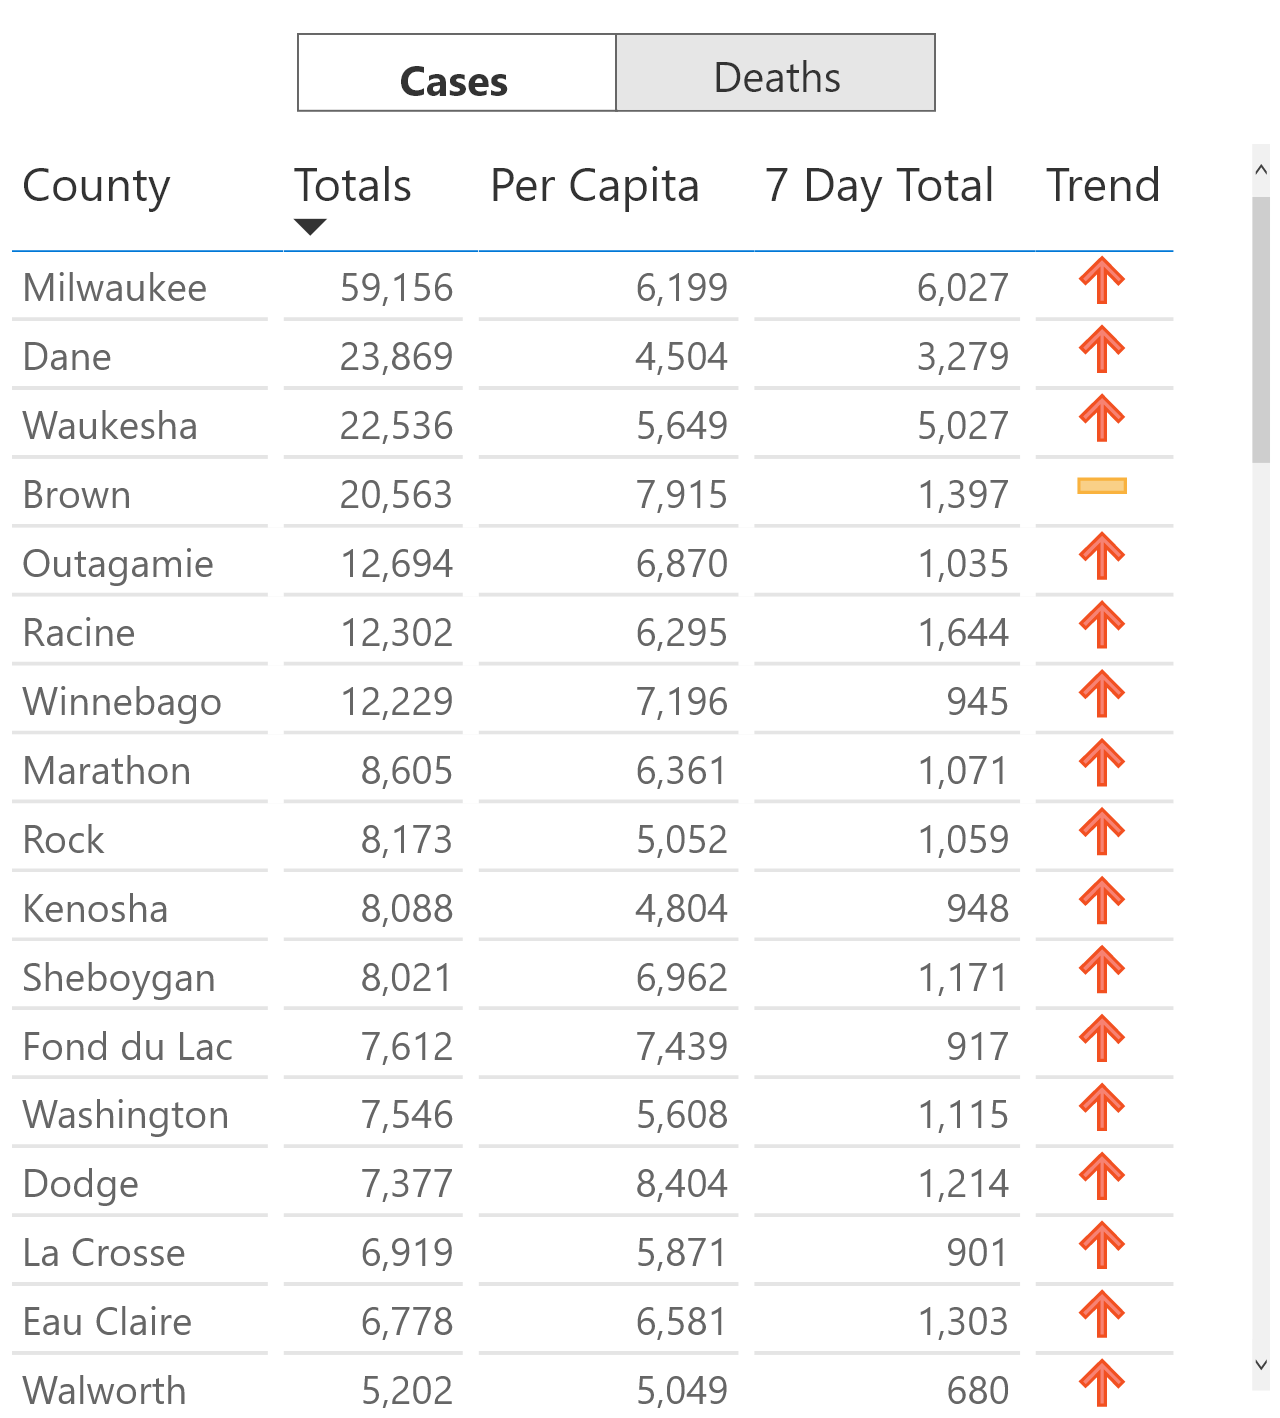 Cases Deaths
County Totals Per Capita 7 Day Total Trend
Milwaukee 59,156 6,199 6,027
Dane 23,869 4,504 3,279
Waukesha 22,536 5,649 5,027
Brown 20,563 7,915 1,397
Outagamie 12,694 6,870 1,035
Racine 12,302 6,295 1,644
Winnebago 12,229 7,196 945
Marathon 8,605 6,361 1,071
Rock 8,173 5,052 1,059
Kenosha 8,088 4,804 948
Sheboygan 8,021 6,962 1,171
Fond du Lac 7,612 7,439 917
Washington 7,546 5,608 1,115
Dodge 7,377 8,404 1,214
La Crosse 6,919 5,871 901
Eau Claire 6,778 6,581 1,303
Walworth 5,202 5,049 680